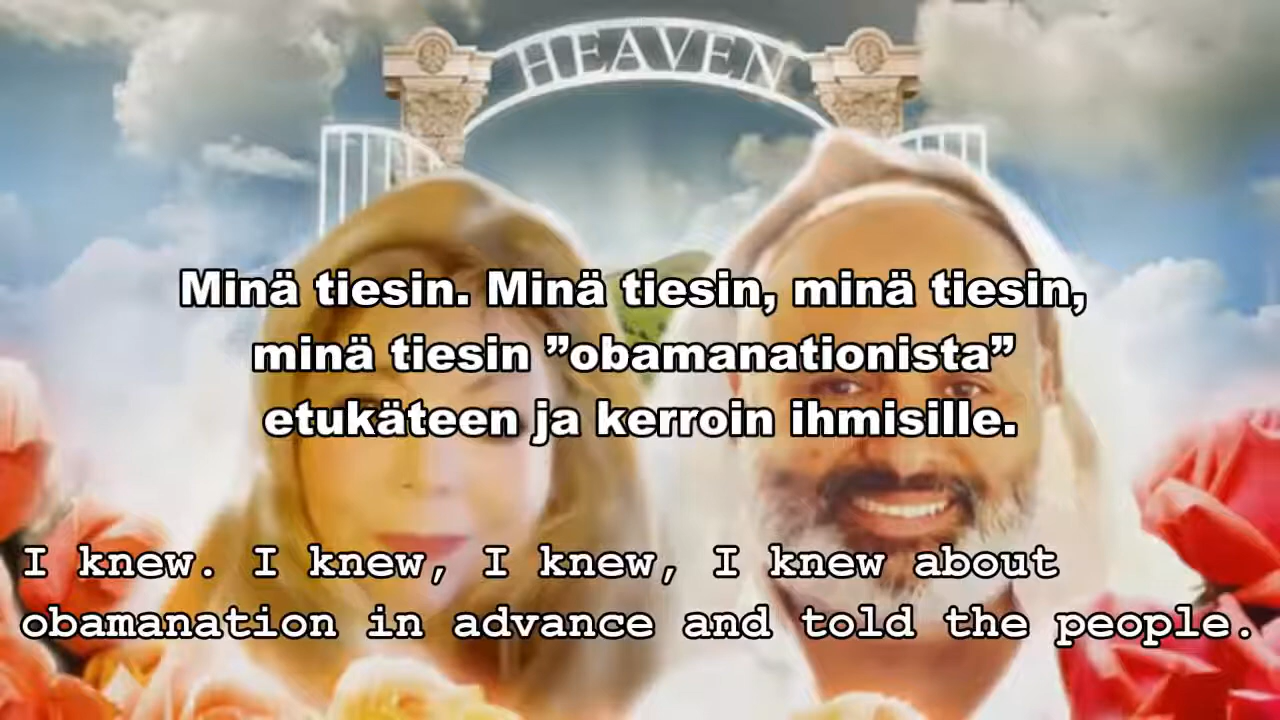 HEAVEN
Minä tiesin. Minä tiesin, minä tiesin,
minä tiesin ”obamanationista”
etukäteen ja kerroin ihmisille.
I knew. I knew, I knew, I knew about
obamanation in advance and told the people.